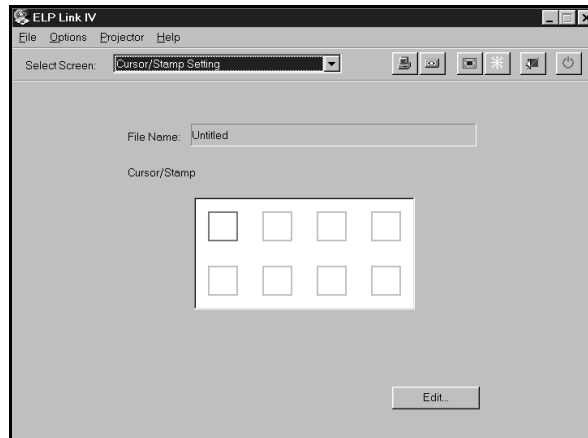 ELP Link IV
File Options Projector Help
Select Screen: Cursor/Stamp Setting
File Name: Untitled
Cursor/Stamp
Edit...